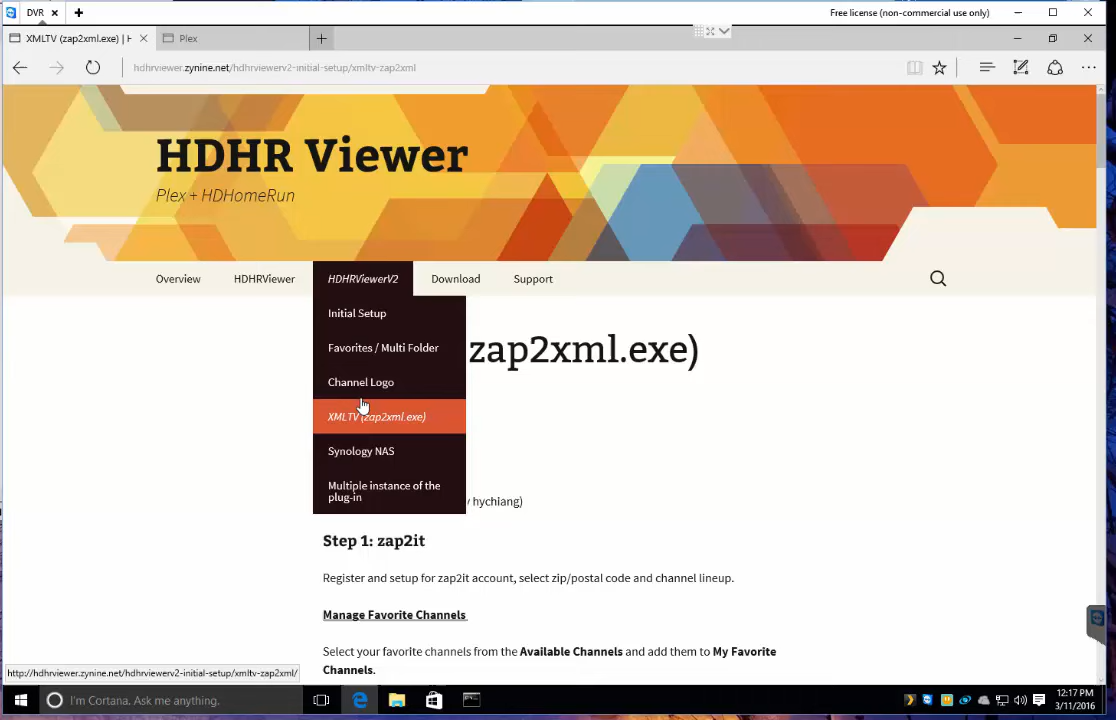 DVR
Free license (non-commercial use only)
XMLTV (zap2xml.exe) | H
Plex
hdhrviewer.zynine.net/hdhrviewerv2-initial-setup/xmltv-zap2xml
HDHR Viewer
Plex + HDHomeRun
Overview HDHRViewer HDHRViewerV2 Download Support
Initial Setup
Favorites / Multi Folder
Channel Logo
XMLTV (zap2xml.exe)
Synology NAS
Multiple instance of the
plug-in
zap2xml.exe)
hychiang)
Step 1: zap2it
Register and setup for zap2it account, select zip/postal code and channel lineup.
Manage Favorite Channels
Select your favorite channels from the Available Channels and add them to My Favorite
Channels.
http://hdhrviewer.zynine.net/hdhrviewerv2-initial-setup/xmltv-zap2xml/
I'm Cortana. Ask me anything.
12:17 PM
3/11/2016